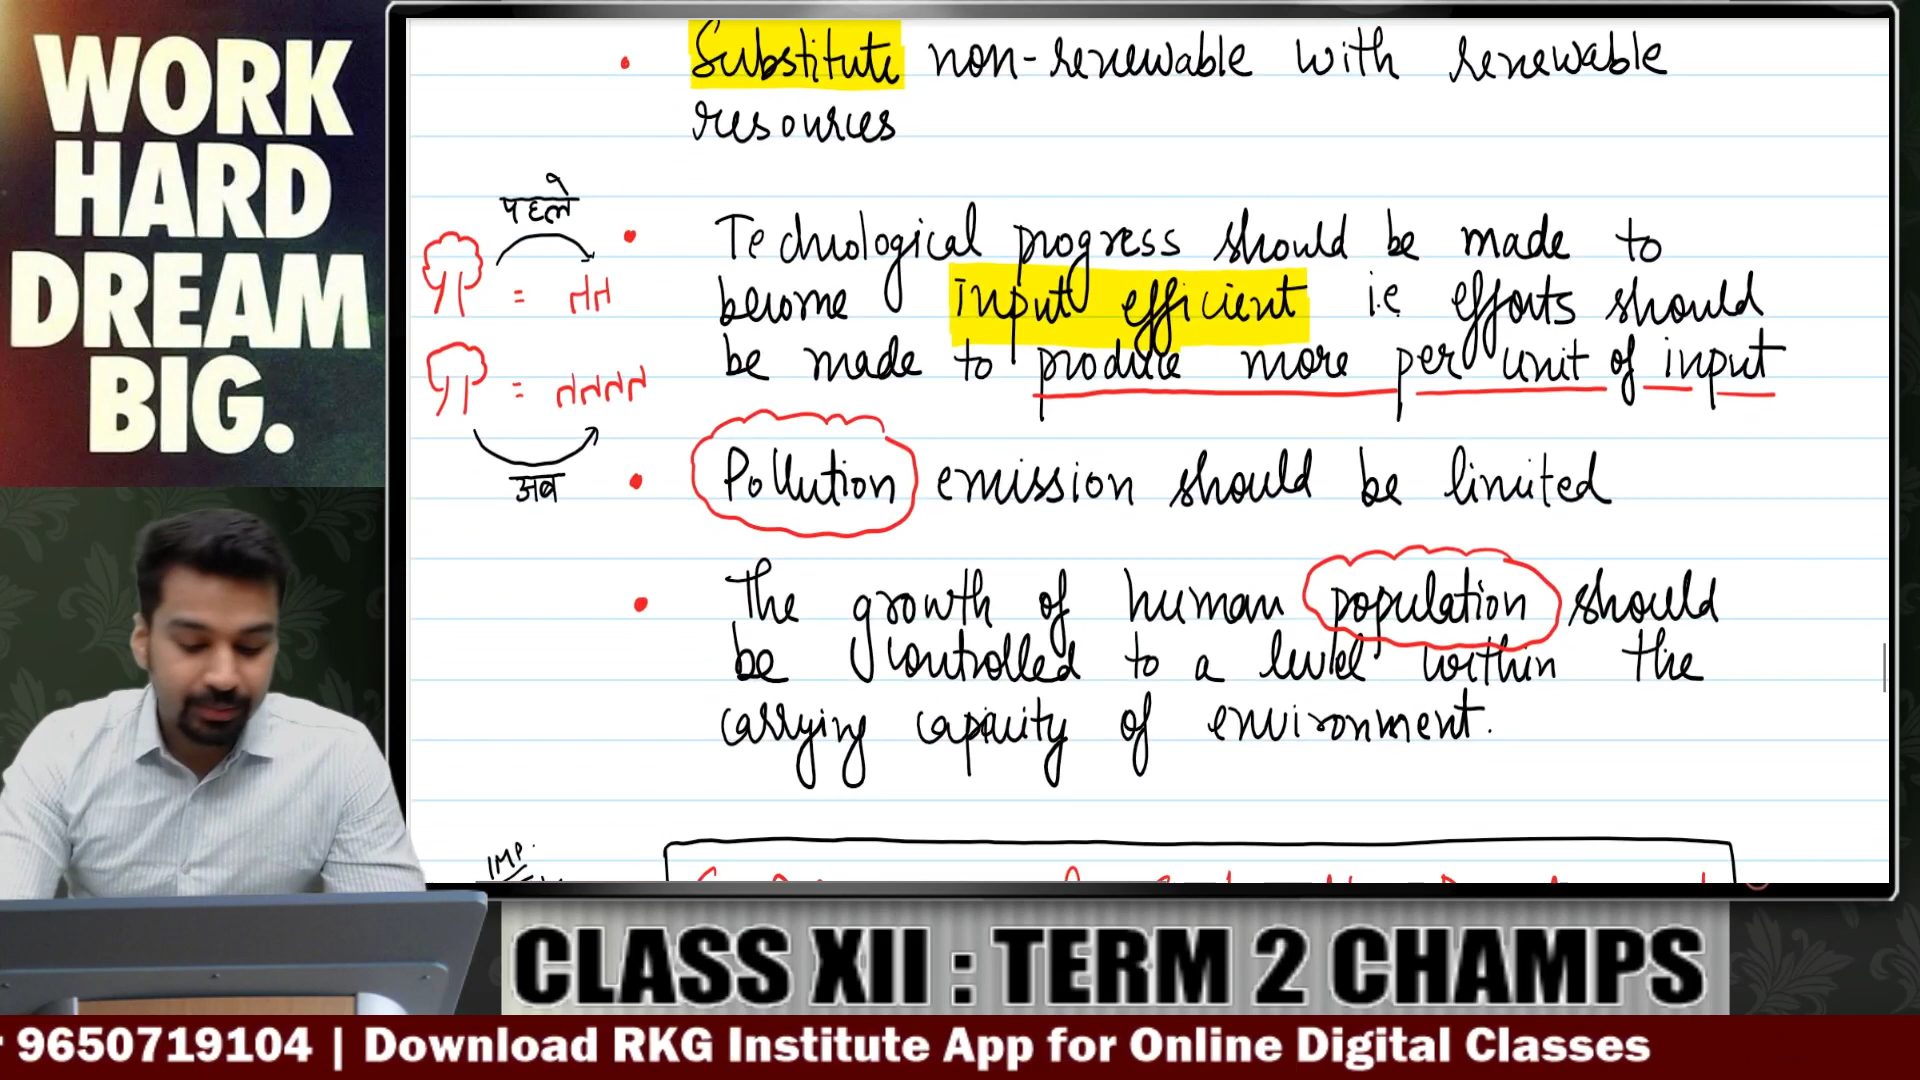 WORK
HARD
DREAM
BIG.
• Substitute non-renewable with renewable
resources
पहले
• Technological progress should be made to
become input efficient i.e efforts should
be made to produce more per unit of input
=
=
अब
• Pollution emission should be limited
• The growth of human population should
be controlled to a level within the
carrying capacity of environment.
IMP.
CLASS XII : TERM 2 CHAMPS
9650719104 | Download RKG Institute App for Online Digital Classes